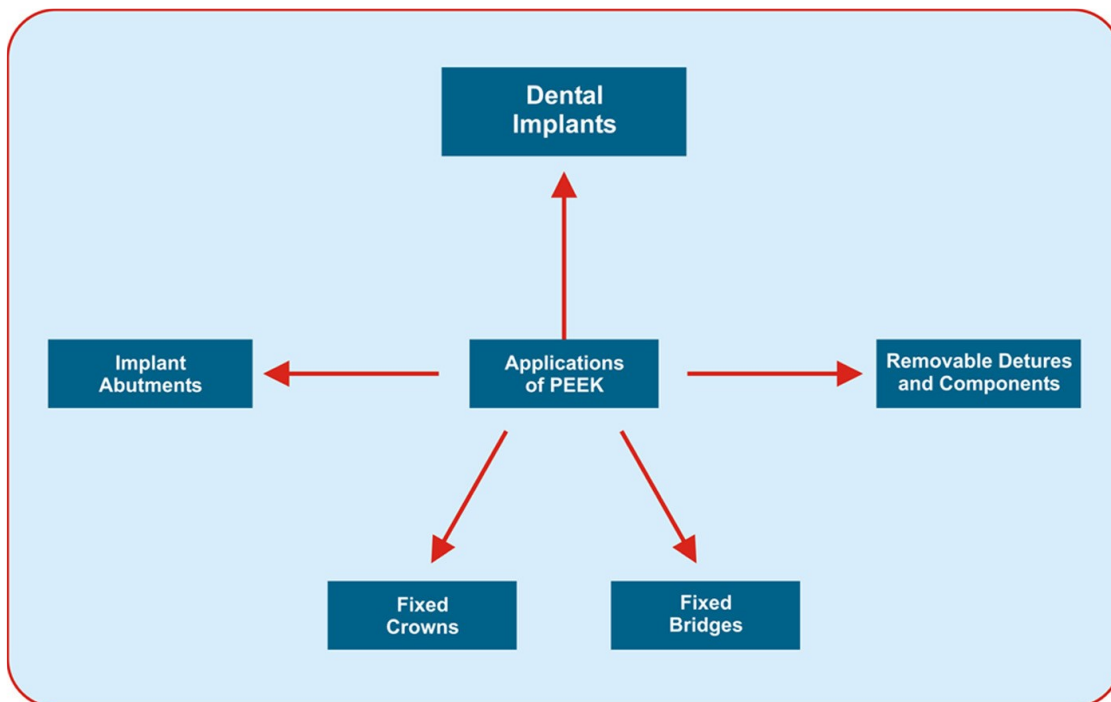 Dental
Implants
Implant
Abutments
Applications
of PEEK
Removable Detures
and Components
Fixed
Crowns
Fixed
Bridges